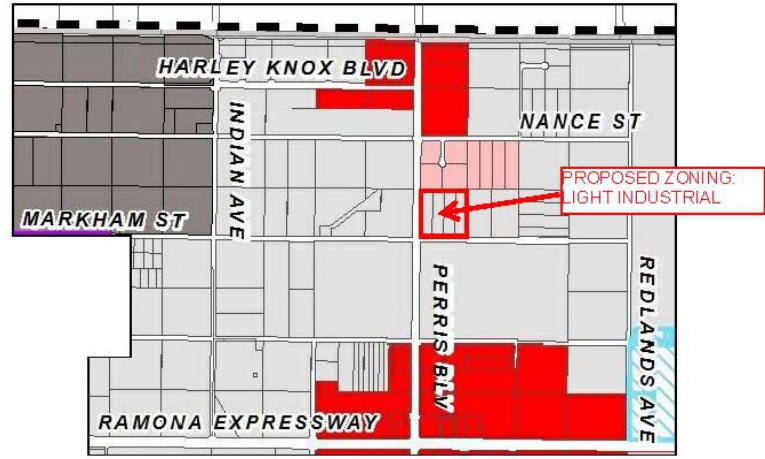 HARLEY KNOX BLVD
INDIAN AVE
NANCE ST
PROPOSED ZONING:
LIGHT INDUSTRIAL
MARKHAM ST
PERRIS BLV
REDLANDS AVE
RAMONA EXPRESSWAY